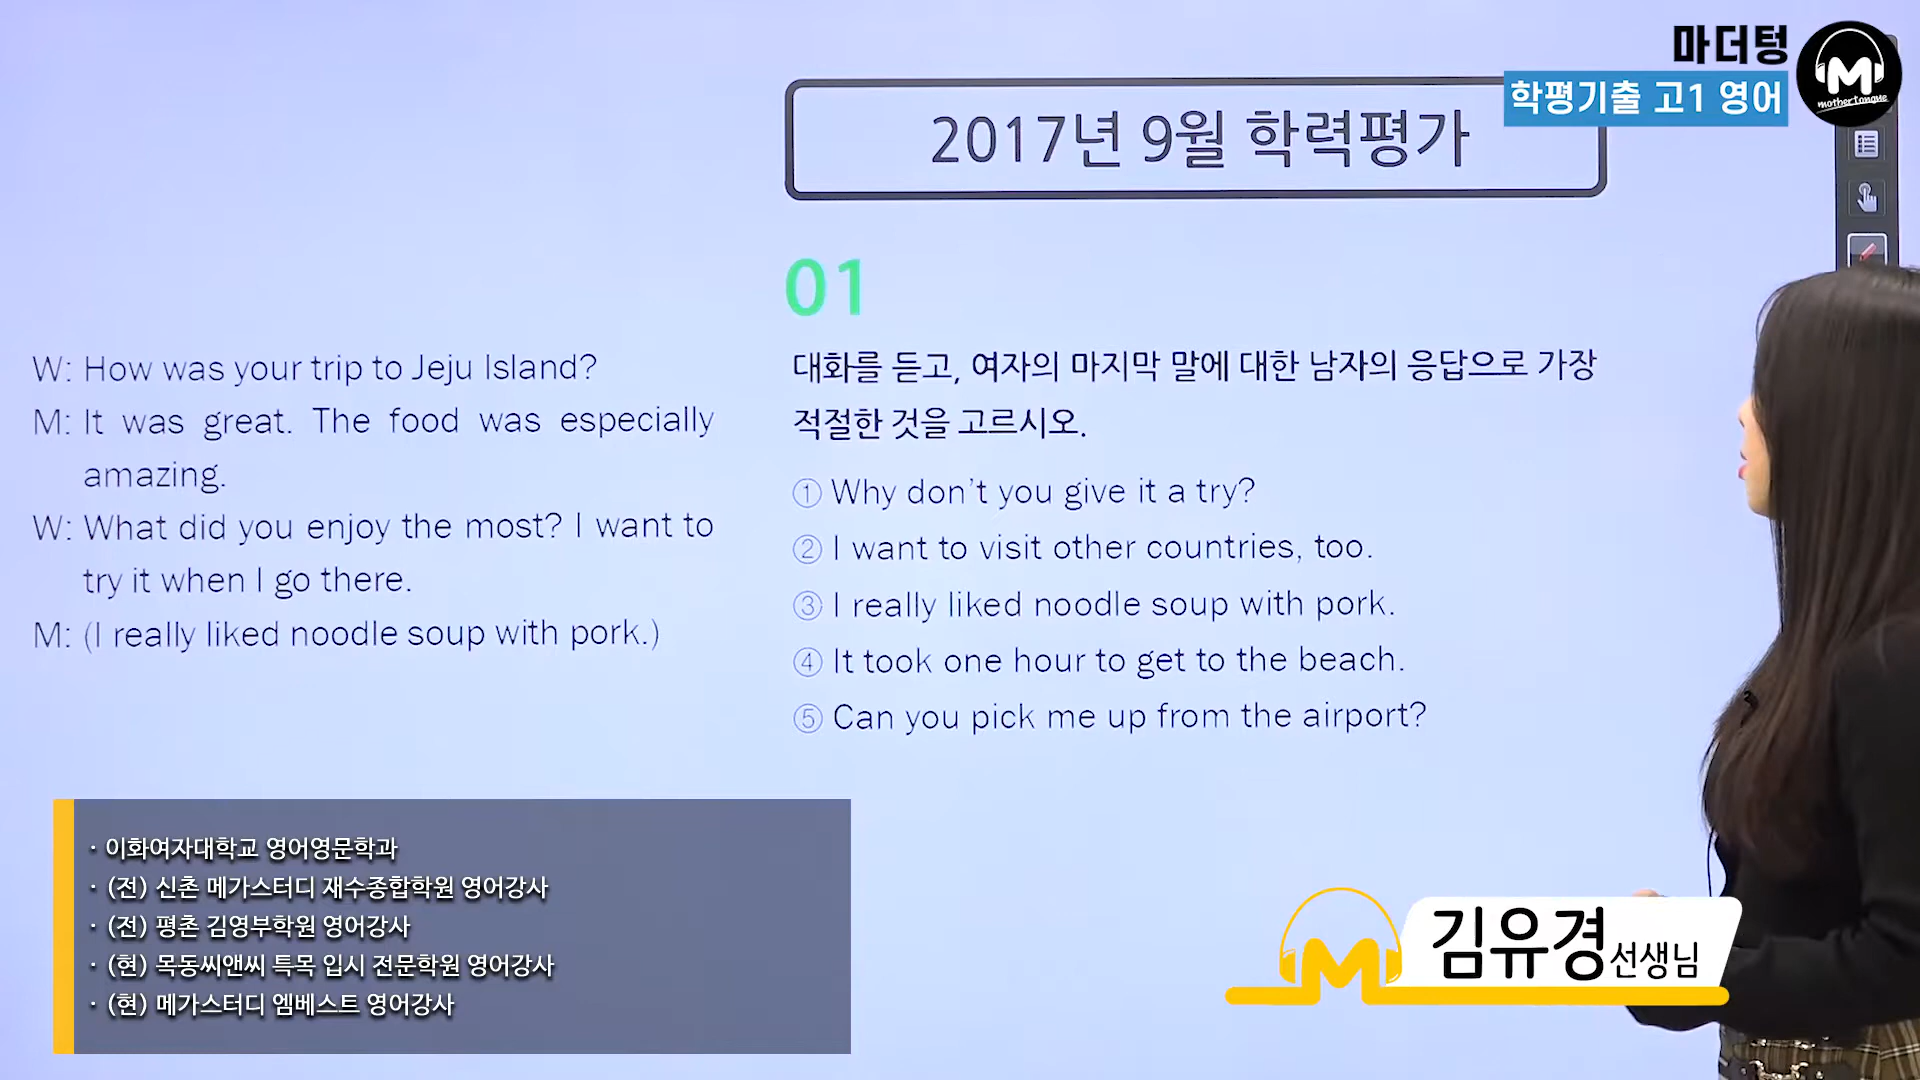 마더텅
학평기출 고1 영어
M
mother tongue
2017년 9월 학력평가
01
W: How was your trip to Jeju Island?
M: It was great. The food was especially
amazing.
W: What did you enjoy the most? I want to
try it when I go there.
M: (I really liked noodle soup with pork.)
대화를 듣고, 여자의 마지막 말에 대한 남자의 응답으로 가장
적절한 것을 고르시오.
① Why don't you give it a try?
② I want to visit other countries, too.
③ I really liked noodle soup with pork.
④ It took one hour to get to the beach.
⑤ Can you pick me up from the airport?
· 이화여자대학교 영어영문학과
· (전) 신촌 메가스터디 재수종합학원 영어강사
· (전) 평촌 김영부학원 영어강사
· (현) 목동씨앤씨 특목 입시 전문학원 영어강사
· (현) 메가스터디 엠베스트 영어강사
김유경선생님